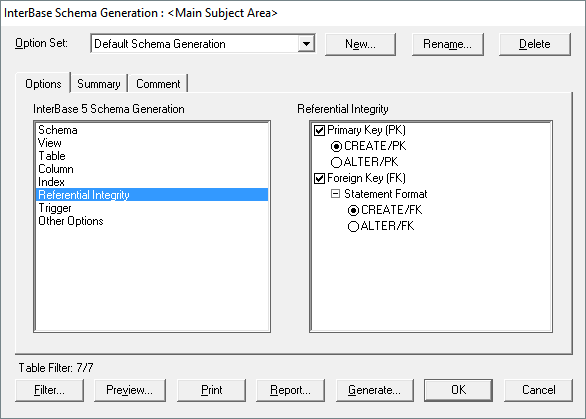 InterBase Schema Generation : <Main Subject Area>
Option Set: Default Schema Generation New... Rename... Delete
Options Summary Comment
InterBase 5 Schema Generation
Schema
View
Table
Column
Index
Referential Integrity
Trigger
Other Options
Referential Integrity
Primary Key (PK)
CREATE/PK
ALTER/PK
Foreign Key (FK)
Statement Format
CREATE/FK
ALTER/FK
Table Filter: 7/7
Filter... Preview... Print Report... Generate... OK Cancel